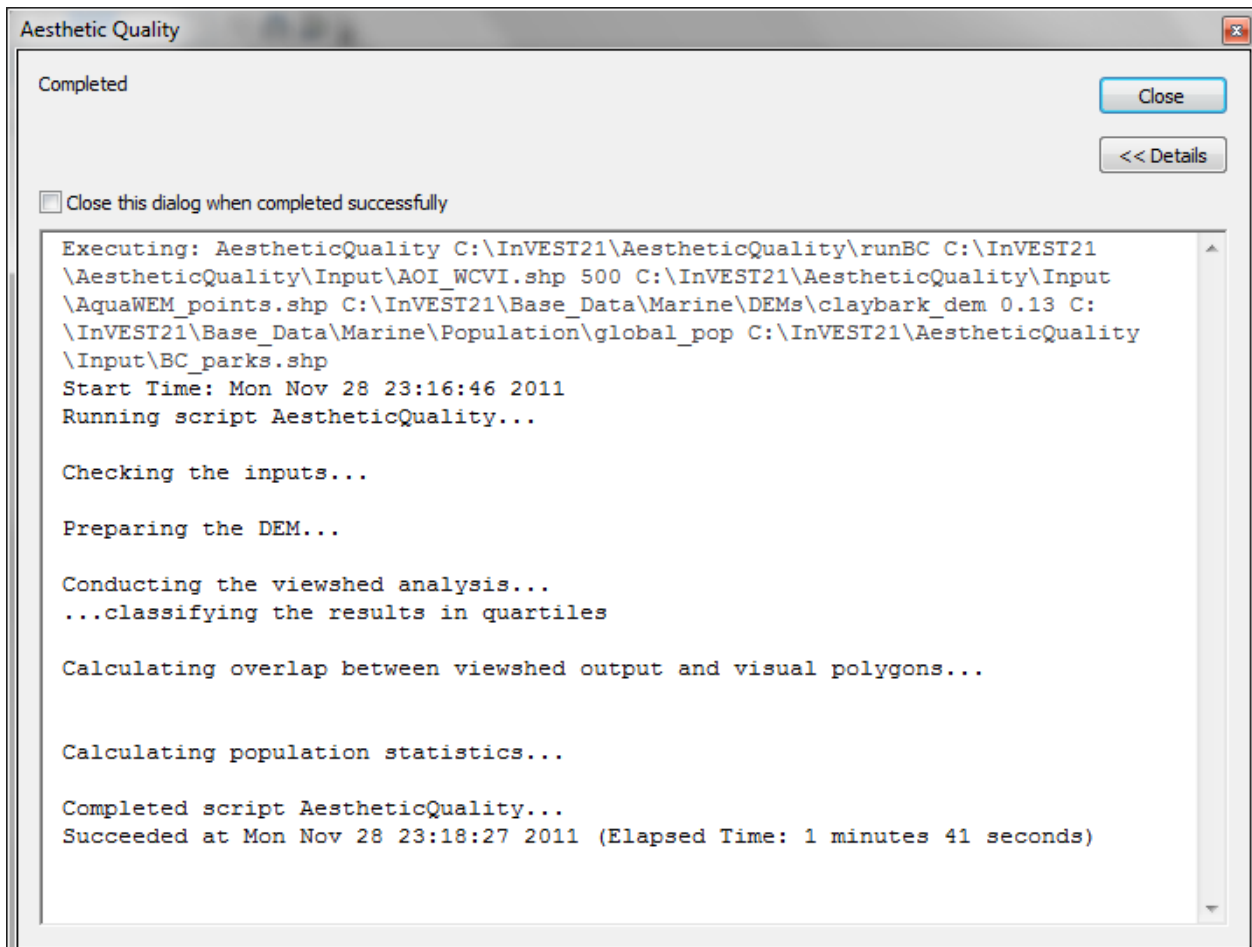 Aesthetic Quality
Completed
Close
<< Details
Close this dialog when completed successfully
Executing: AestheticQuality C:\InVEST21\AestheticQuality\runBC C:\InVEST21
\AestheticQuality\Input\AOI_WCVI.shp 500 C:\InVEST21\AestheticQuality\Input
\AquaWEM_points.shp C:\InVEST21\Base_Data\Marine\DEMs\claybark_dem 0.13 C:
\InVEST21\Base_Data\Marine\Population\global_pop C:\InVEST21\AestheticQuality
\Input\BC_parks.shp
Start Time: Mon Nov 28 23:16:46 2011
Running script AestheticQuality...
Checking the inputs...
Preparing the DEM...
Conducting the viewshed analysis...
...classifying the results in quartiles
Calculating overlap between viewshed output and visual polygons...
Calculating population statistics...
Completed script AestheticQuality...
Succeeded at Mon Nov 28 23:18:27 2011 (Elapsed Time: 1 minutes 41 seconds)